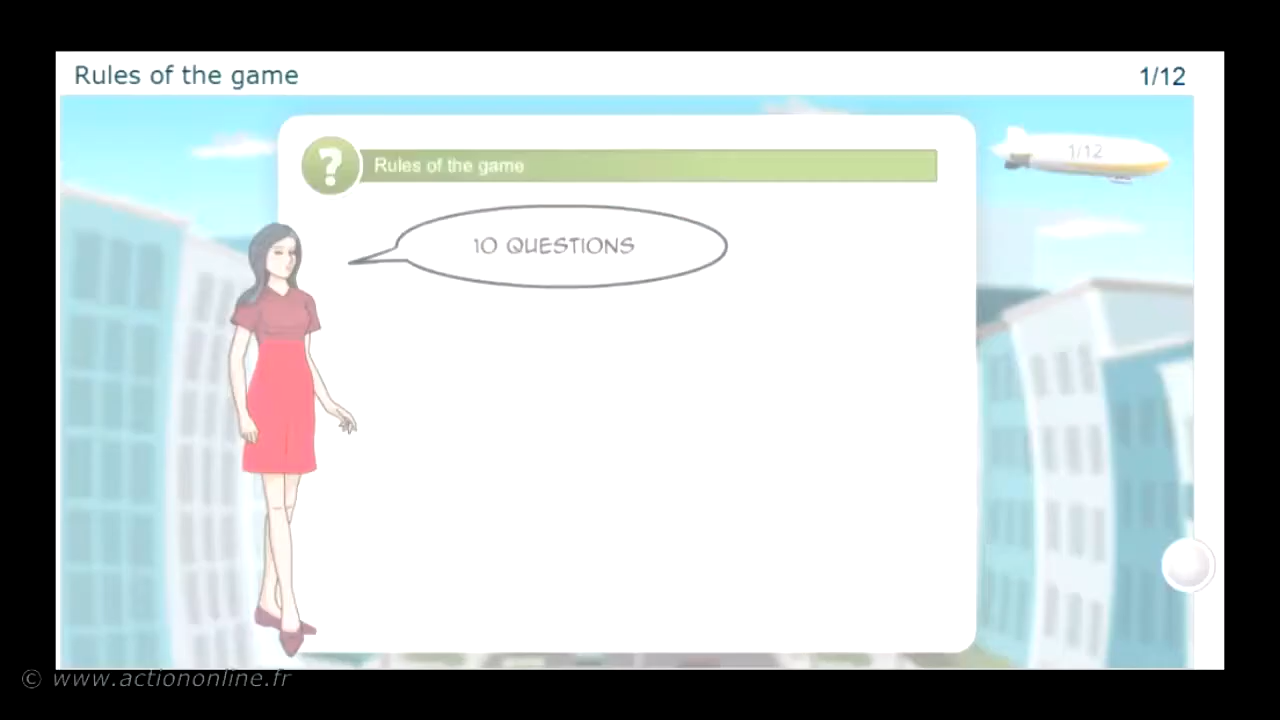 Rules of the game
1/12
?
Rules of the game
1/12
10 QUESTIONS
© www.actiononline.fr